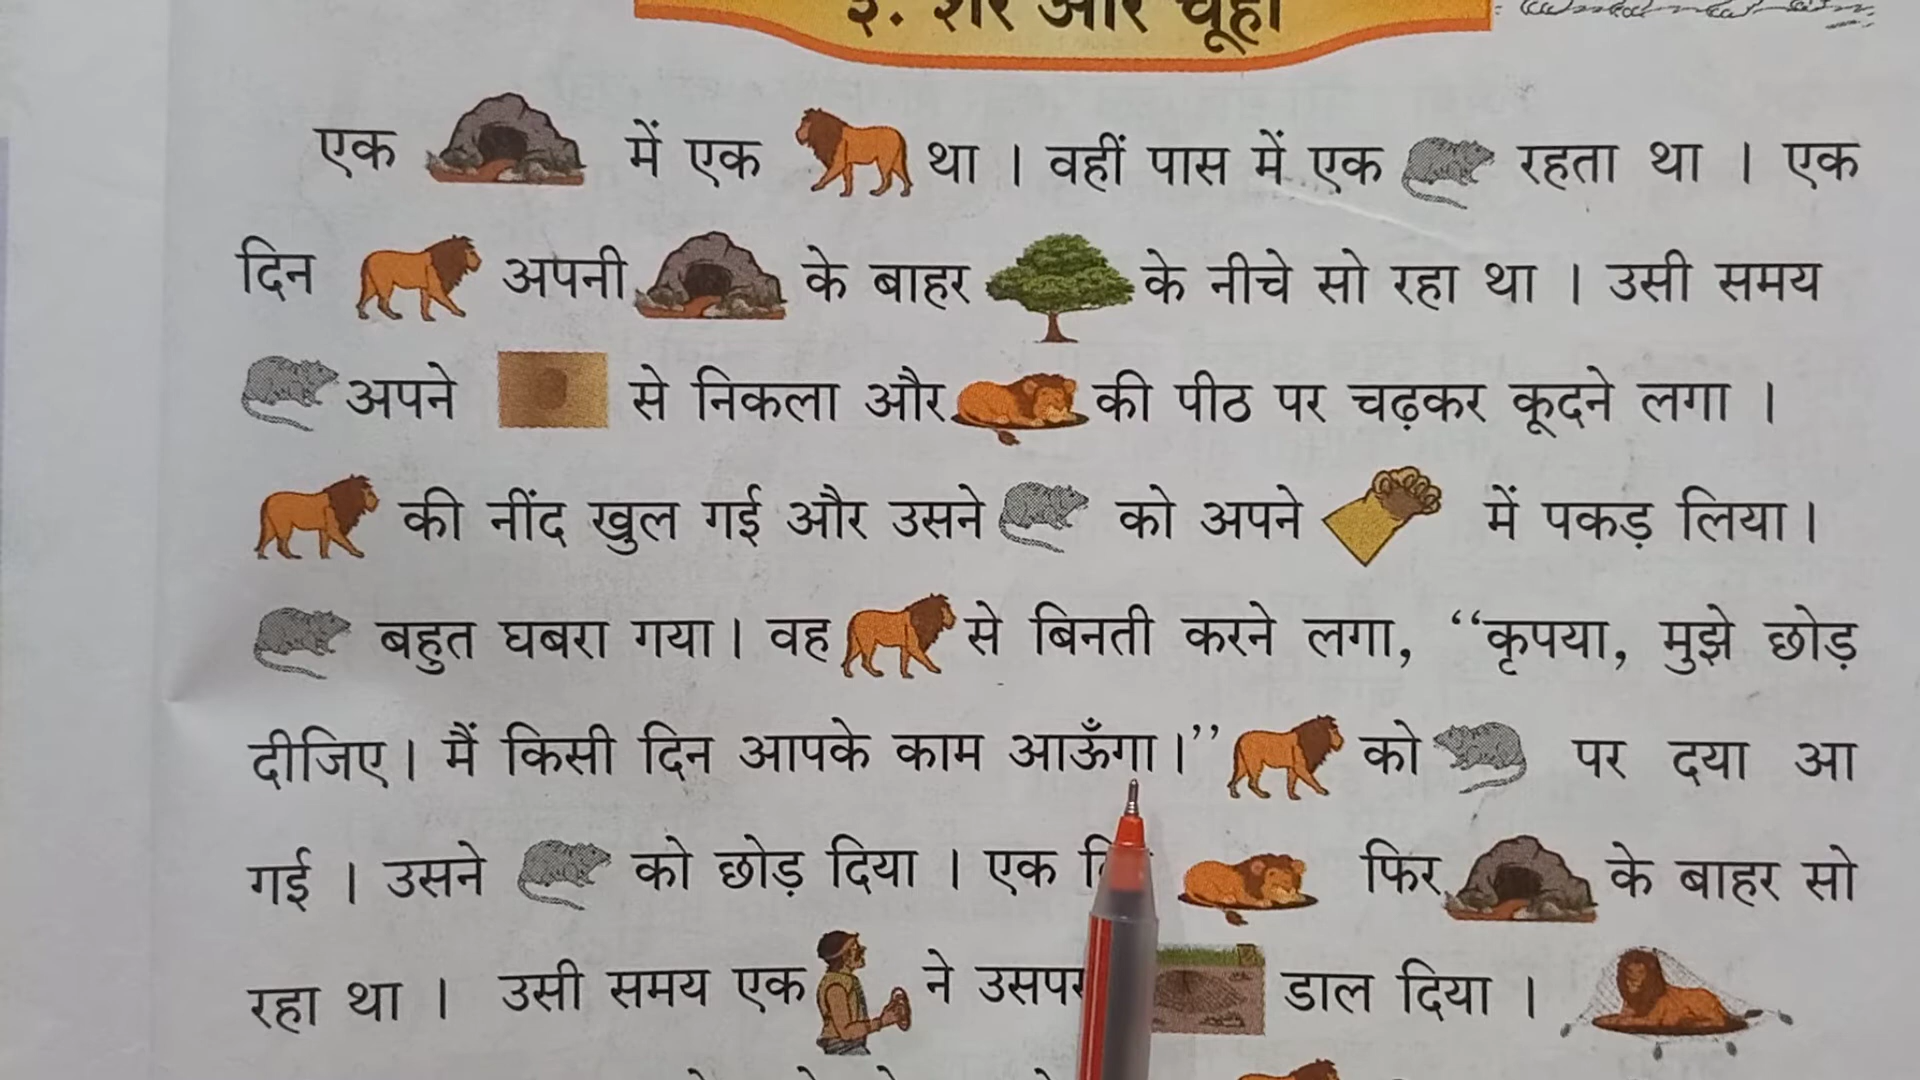 ३. शेर और चूहा
एक में एक था । वहीं पास में एक रहता था । एक
दिन अपनी के बाहर के नीचे सो रहा था । उसी समय
अपने से निकला और की पीठ पर चढ़कर कूदने लगा ।
की नींद खुल गई और उसने को अपने में पकड़ लिया।
बहुत घबरा गया। वह से बिनती करने लगा, “कृपया, मुझे छोड़
दीजिए। मैं किसी दिन आपके काम आऊँगा।” को पर दया आ
गई । उसने को छोड़ दिया । एक फिर के बाहर सो
रहा था । उसी समय एक ने उसपर डाल दिया ।